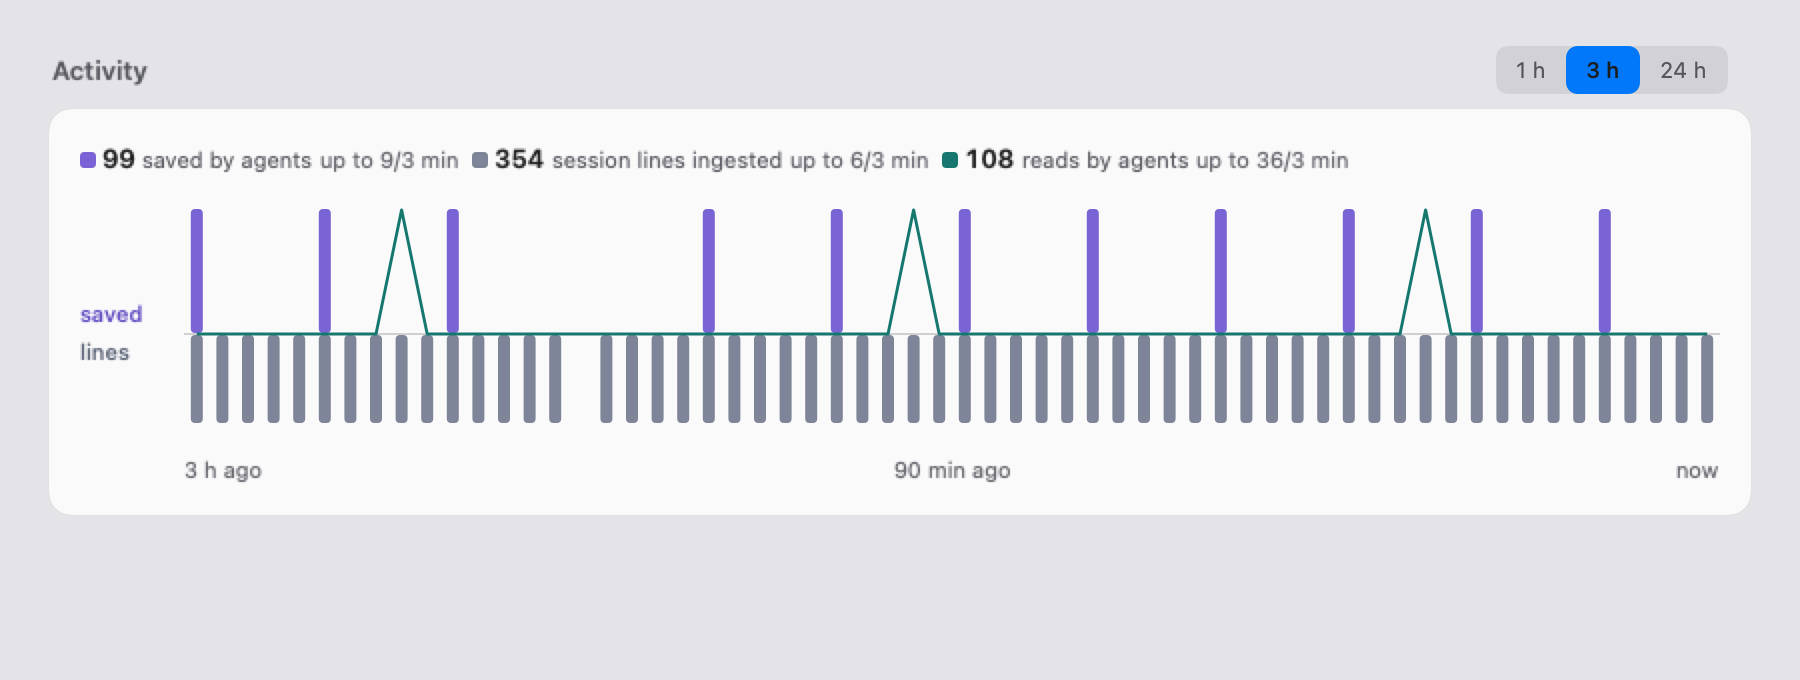 Activity
1 h 3 h 24 h
99 saved by agents up to 9/3 min 354 session lines ingested up to 6/3 min 108 reads by agents up to 36/3 min
saved
lines
3 h ago 90 min ago now